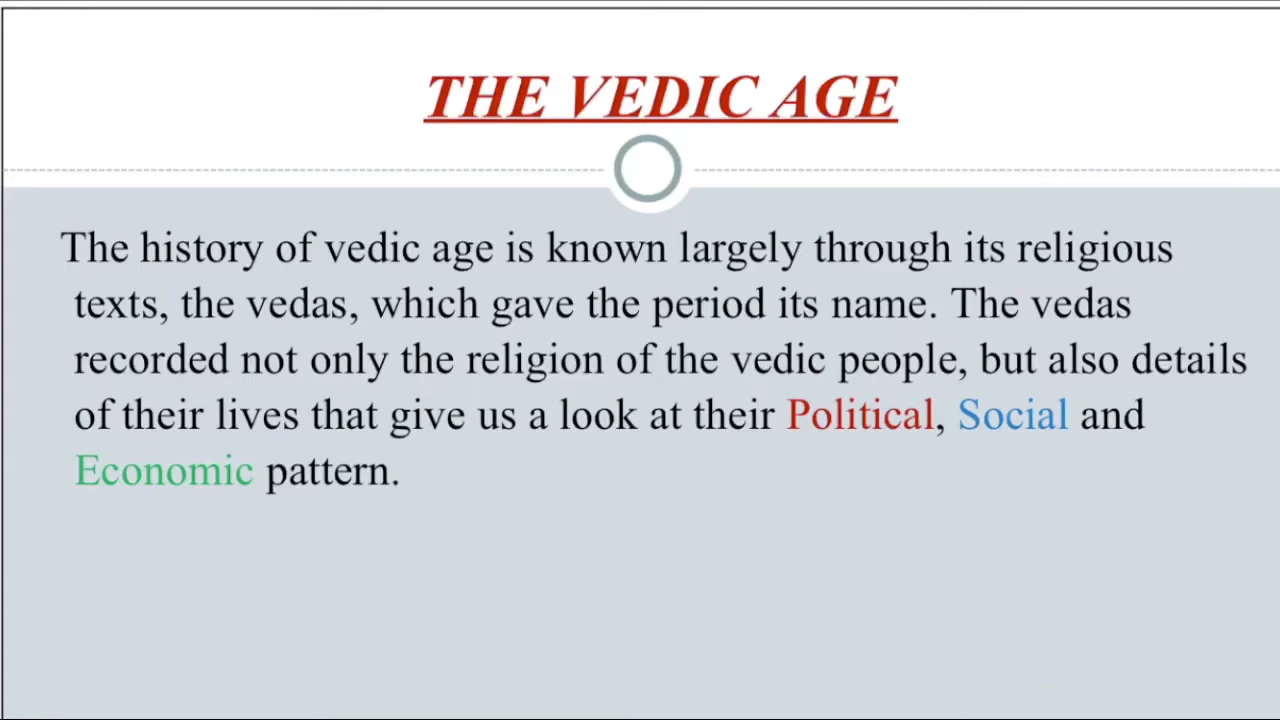 THE VEDIC AGE
The history of vedic age is known largely through its religious
texts, the vedas, which gave the period its name. The vedas
recorded not only the religion of the vedic people, but also details
of their lives that give us a look at their Political, Social and
Economic pattern.